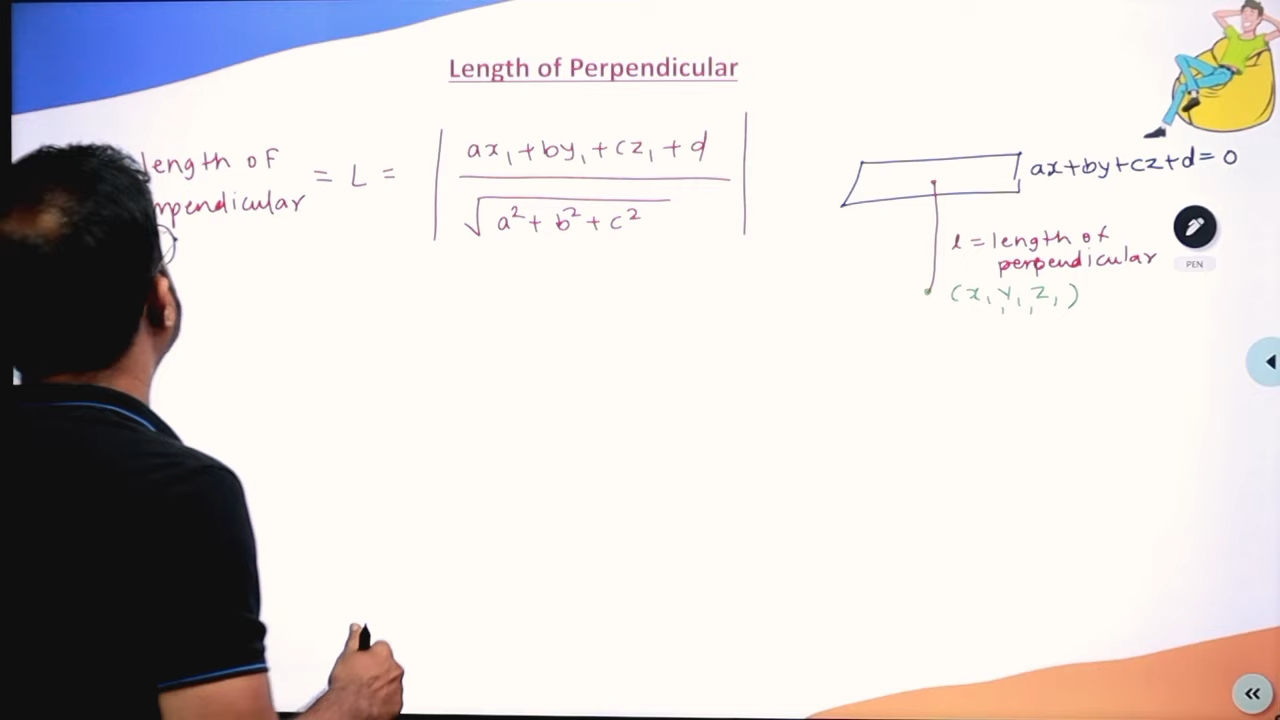 Length of Perpendicular
length of
= L =
ax₁ + by₁ + cz₁ + d
√a² + b² + c²
ax+by+cz+d=0
l = length of
perpendicular
(x₁, y₁, z₁)
PEN